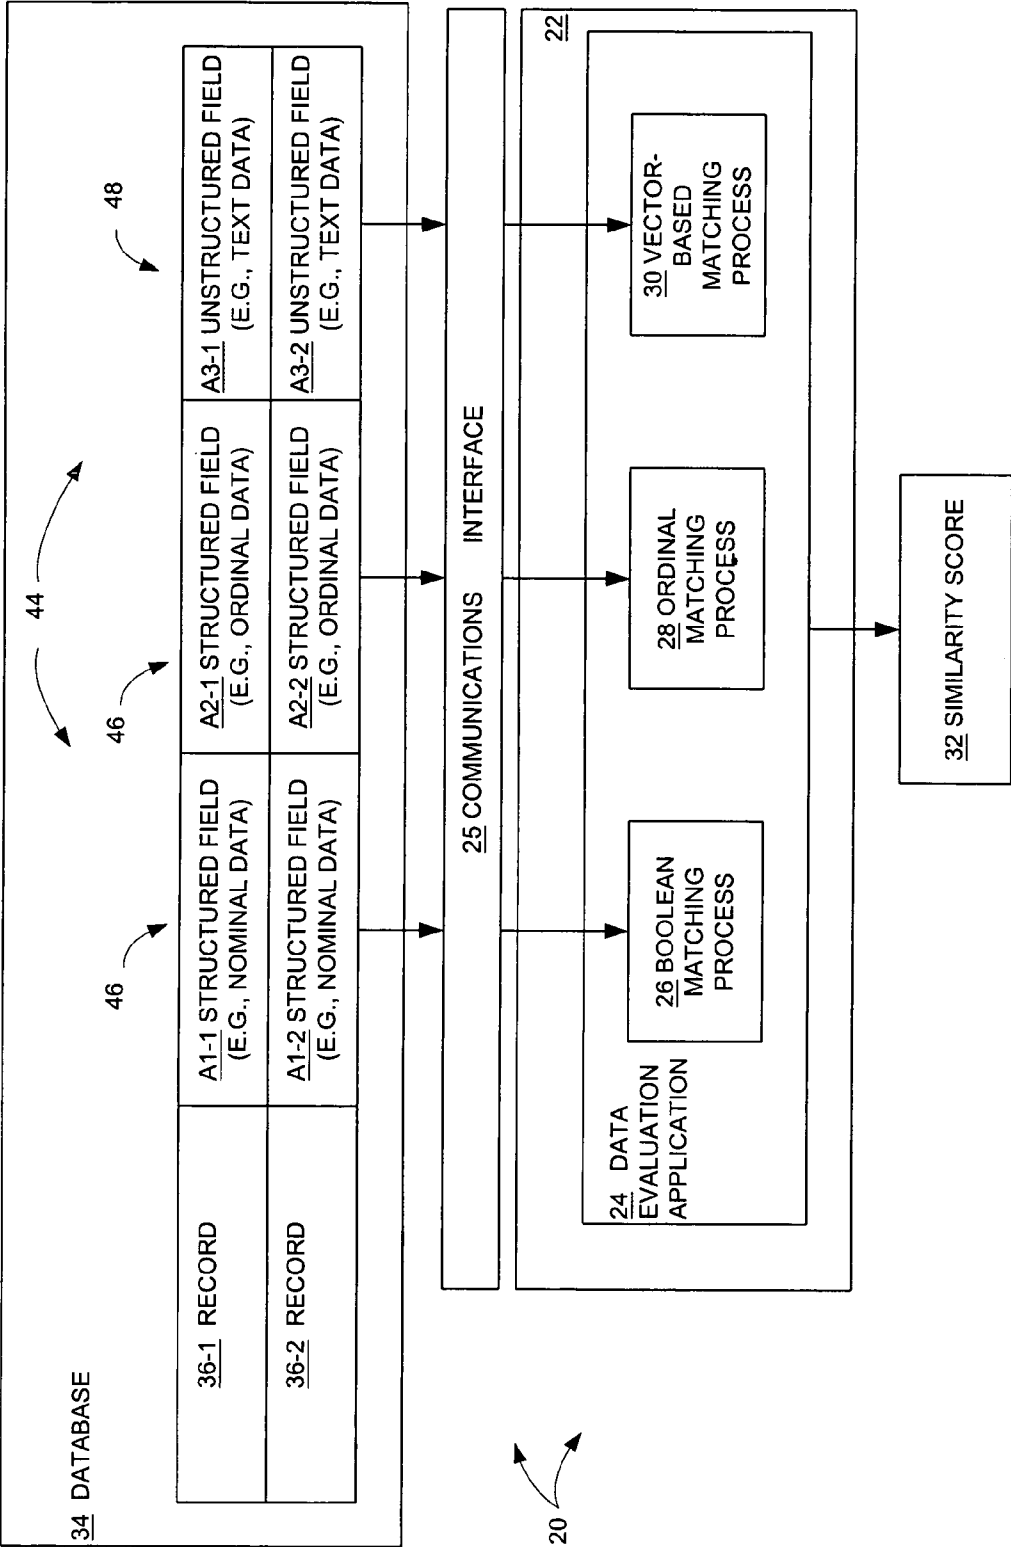 34 DATABASE
44
46
46
48
36-1 RECORD
A1-1 STRUCTURED FIELD
(E.G., NOMINAL DATA)
A2-1 STRUCTURED FIELD
(E.G., ORDINAL DATA)
A3-1 UNSTRUCTURED FIELD
(E.G., TEXT DATA)
36-2 RECORD
A1-2 STRUCTURED FIELD
(E.G., NOMINAL DATA)
A2-2 STRUCTURED FIELD
(E.G., ORDINAL DATA)
A3-2 UNSTRUCTURED FIELD
(E.G., TEXT DATA)
25 COMMUNICATIONS INTERFACE
20
22
24 DATA
EVALUATION
APPLICATION
26 BOOLEAN
MATCHING
PROCESS
28 ORDINAL
MATCHING
PROCESS
30 VECTOR-
BASED
MATCHING
PROCESS
32 SIMILARITY SCORE